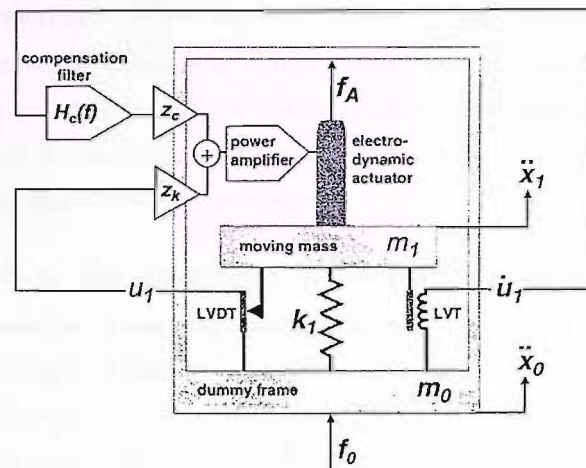 compensation
filter
H_c(f)
z_c
z_k
+
power
amplifier
f_A
electro-
dynamic
actuator
ẍ_1
moving mass
m_1
u_1
LVDT
k_1
LVT
u̇_1
ẍ_0
dummy frame
m_0
f_0